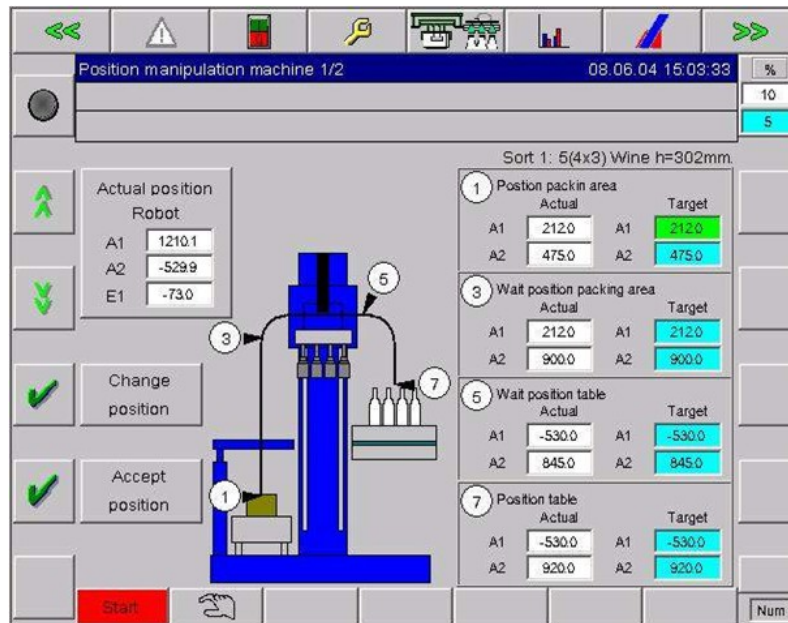 <<
>>
Position manipulation machine 1/2 08.06.04 15:03:33
%
10
5
Sort 1: 5(4x3) Wine h=302mm.
Actual position
Robot
A1 1210.1
A2 -529.9
E1 -73.0
Change
position
Accept
position
3
5
7
1
1 Postion packin area
Actual Target
A1 212.0 A1 212.0
A2 475.0 A2 475.0
3 Wait position packing area
Actual Target
A1 212.0 A1 212.0
A2 900.0 A2 900.0
5 Wait position table
Actual Target
A1 -530.0 A1 -530.0
A2 845.0 A2 845.0
7 Position table
Actual Target
A1 -530.0 A1 -530.0
A2 920.0 A2 920.0
Start
Num